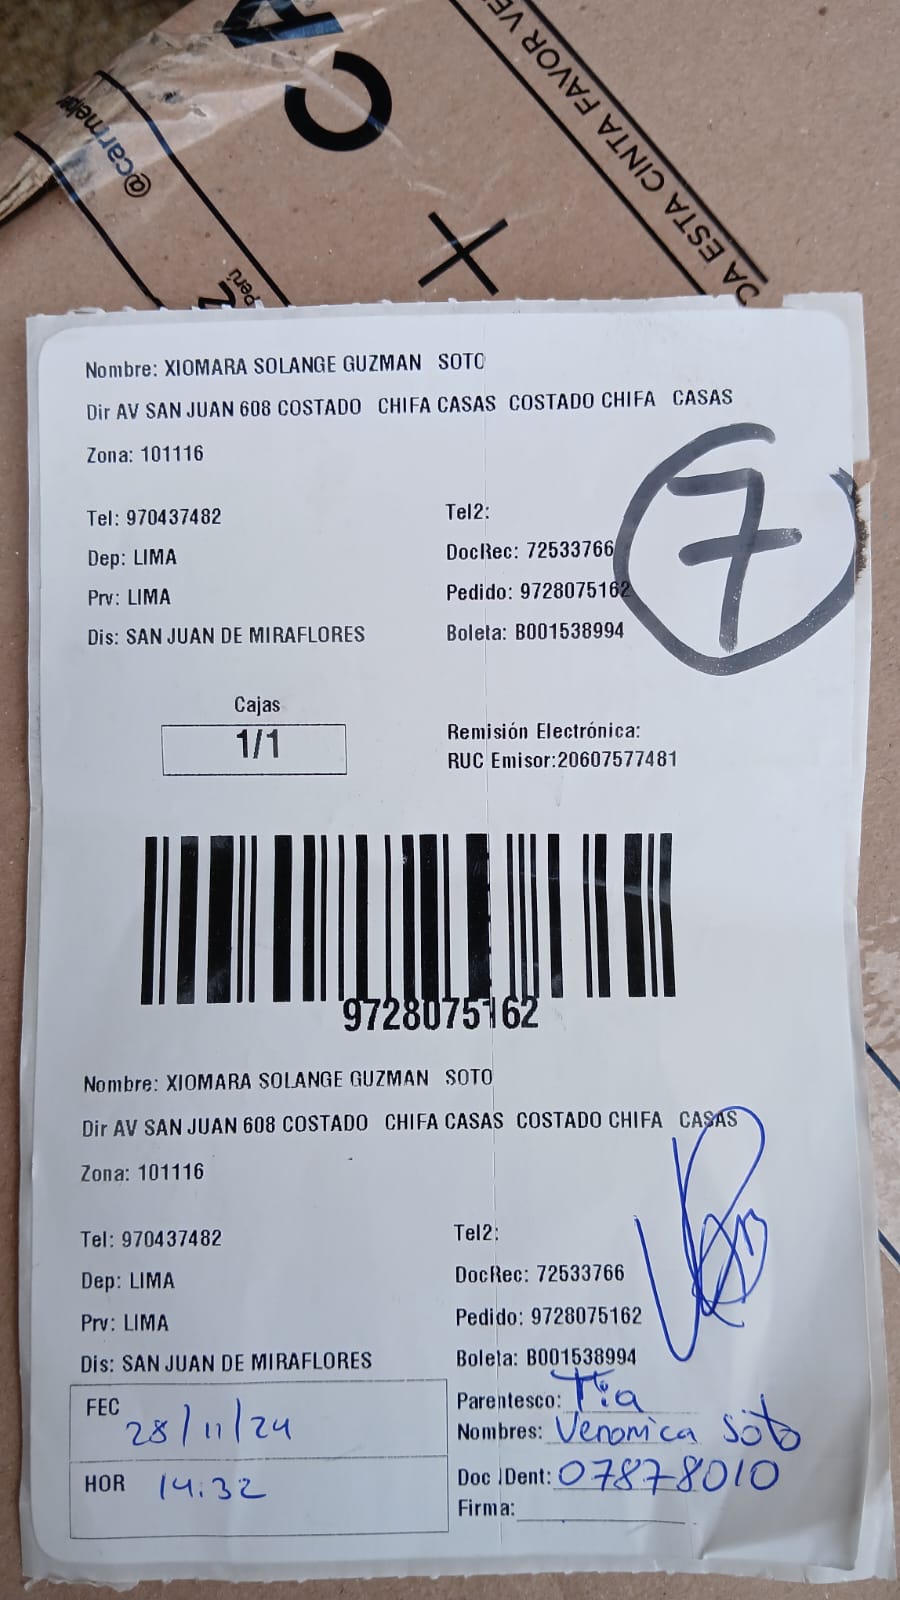 @carmel
Perú
C
+
DA ESTA CINTA FAVOR VE
Nombre: XIOMARA SOLANGE GUZMAN SOTO
Dir AV SAN JUAN 608 COSTADO CHIFA CASAS COSTADO CHIFA CASAS
Zona: 101116
7
Tel: 970437482 Tel2:
Dep: LIMA DocRec: 72533766
Prv: LIMA Pedido: 9728075162
Dis: SAN JUAN DE MIRAFLORES Boleta: B001538994
Cajas
1/1
Remisión Electrónica:
RUC Emisor:20607577481
9728075162
Nombre: XIOMARA SOLANGE GUZMAN SOTO
Dir AV SAN JUAN 608 COSTADO CHIFA CASAS COSTADO CHIFA CASAS
Zona: 101116
Tel: 970437482 Tel2:
Dep: LIMA DocRec: 72533766
Prv: LIMA Pedido: 9728075162
Dis: SAN JUAN DE MIRAFLORES Boleta: B001538994
FEC 28/11/24
HOR 14:32
Parentesco: Tia
Nombres: Veronica Soto
Doc IDent: 07878010
Firma: